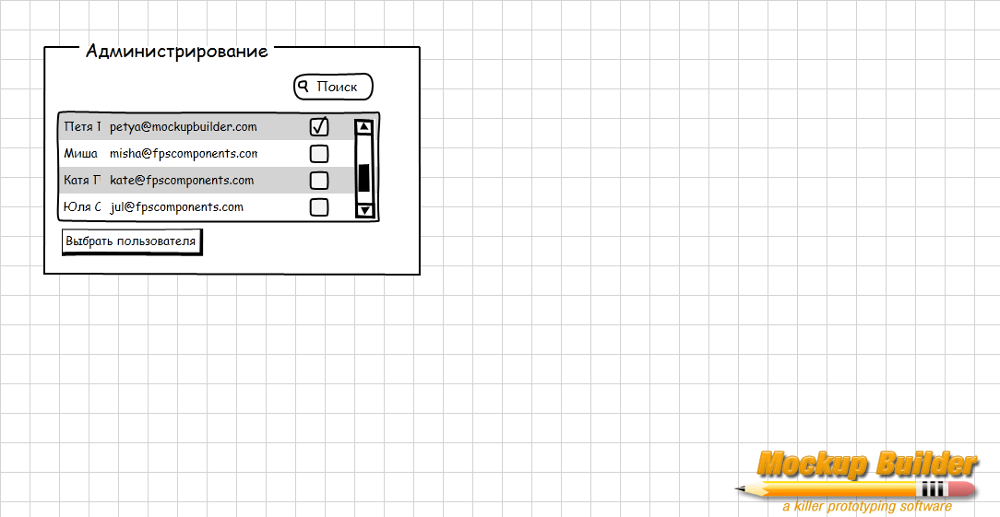 Администрирование
Поиск
Петя petya@mockupbuilder.com
Миша misha@fpscomponents.con
Катя kate@fpscomponents.com
Юля jul@fpscomponents.com
Выбрать пользователя
Mockup Builder
a killer prototyping software